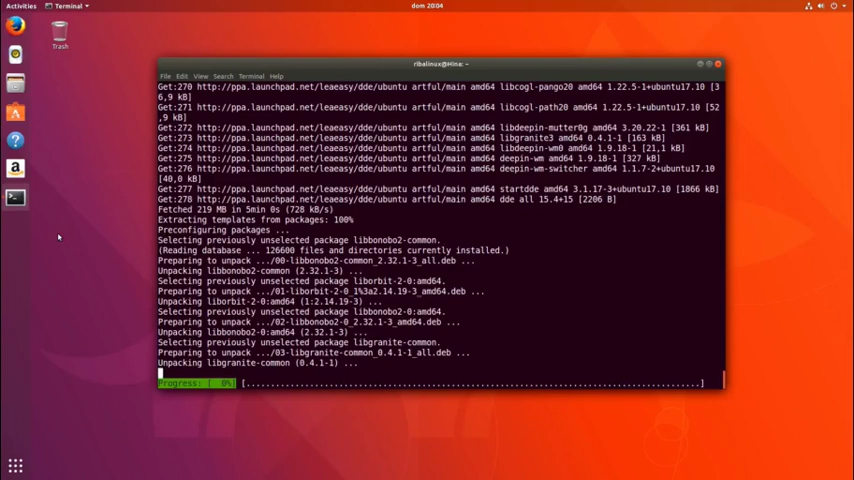 Activities
Terminal
dom 20:04
Trash
ribalinux@Hina: ~
File Edit View Search Terminal Help
Get:270 http://ppa.launchpad.net/leaeasy/dde/ubuntu artful/main amd64 libcogl-pango20 amd64 1.22.5-1+ubuntu17.10 [3
6,9 kB]
Get:271 http://ppa.launchpad.net/leaeasy/dde/ubuntu artful/main amd64 libcogl-path20 amd64 1.22.5-1+ubuntu17.10 [52
,9 kB]
Get:272 http://ppa.launchpad.net/leaeasy/dde/ubuntu artful/main amd64 libdeepin-mutter0g amd64 3.20.22-1 [361 kB]
Get:273 http://ppa.launchpad.net/leaeasy/dde/ubuntu artful/main amd64 libgranite3 amd64 0.4.1-1 [163 kB]
Get:274 http://ppa.launchpad.net/leaeasy/dde/ubuntu artful/main amd64 libdeepin-wm0 amd64 1.9.18-1 [21,1 kB]
Get:275 http://ppa.launchpad.net/leaeasy/dde/ubuntu artful/main amd64 deepin-wm amd64 1.9.18-1 [327 kB]
Get:276 http://ppa.launchpad.net/leaeasy/dde/ubuntu artful/main amd64 deepin-wm-switcher amd64 1.1.7-2+ubuntu17.10
[40,0 kB]
Get:277 http://ppa.launchpad.net/leaeasy/dde/ubuntu artful/main amd64 startdde amd64 3.1.17-3+ubuntu17.10 [1866 kB]
Get:278 http://ppa.launchpad.net/leaeasy/dde/ubuntu artful/main amd64 dde all 15.4+15 [2206 B]
Fetched 219 MB in 5min 0s (728 kB/s)
Extracting templates from packages: 100%
Preconfiguring packages ...
Selecting previously unselected package libbonobo2-common.
(Reading database ... 126600 files and directories currently installed.)
Preparing to unpack .../00-libbonobo2-common_2.32.1-3_all.deb ...
Unpacking libbonobo2-common (2.32.1-3) ...
Selecting previously unselected package liborbit-2-0:amd64.
Preparing to unpack .../01-liborbit-2-0_1%3a2.14.19-3_amd64.deb ...
Unpacking liborbit-2-0:amd64 (1:2.14.19-3) ...
Selecting previously unselected package libbonobo2-0:amd64.
Preparing to unpack .../02-libbonobo2-0_2.32.1-3_amd64.deb ...
Unpacking libbonobo2-0:amd64 (2.32.1-3) ...
Selecting previously unselected package libgranite-common.
Preparing to unpack .../03-libgranite-common_0.4.1-1_all.deb ...
Unpacking libgranite-common (0.4.1-1) ...
Progress: [  0%] [..........................................................................................]